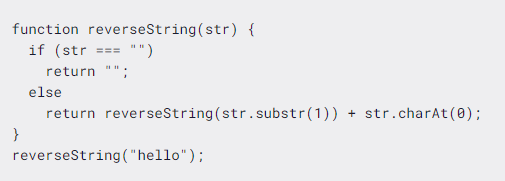 function reverseString(str) {
  if (str === "")
    return "";
  else
    return reverseString(str.substr(1)) + str.charAt(0);
}
reverseString("hello");